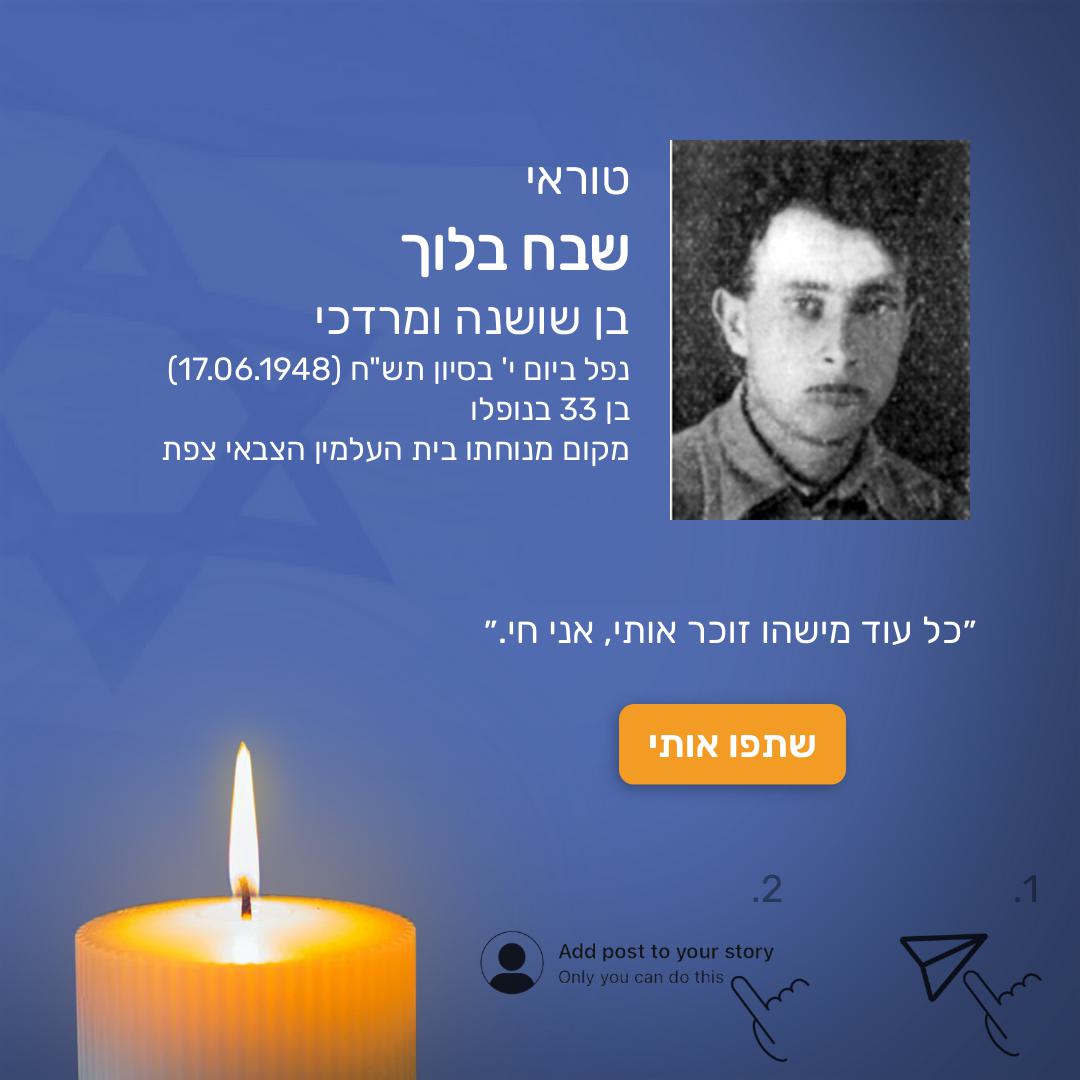 טוראי
שבח בלוך
בן שושנה ומרדכי
נפל ביום י' בסיון תש"ח (17.06.1948)
בן 33 בנופלו
מקום מנוחתו בית העלמין הצבאי צפת
״כל עוד מישהו זוכר אותי, אני חי.״
שתפו אותי
1.
2.
Add post to your story
Only you can do this